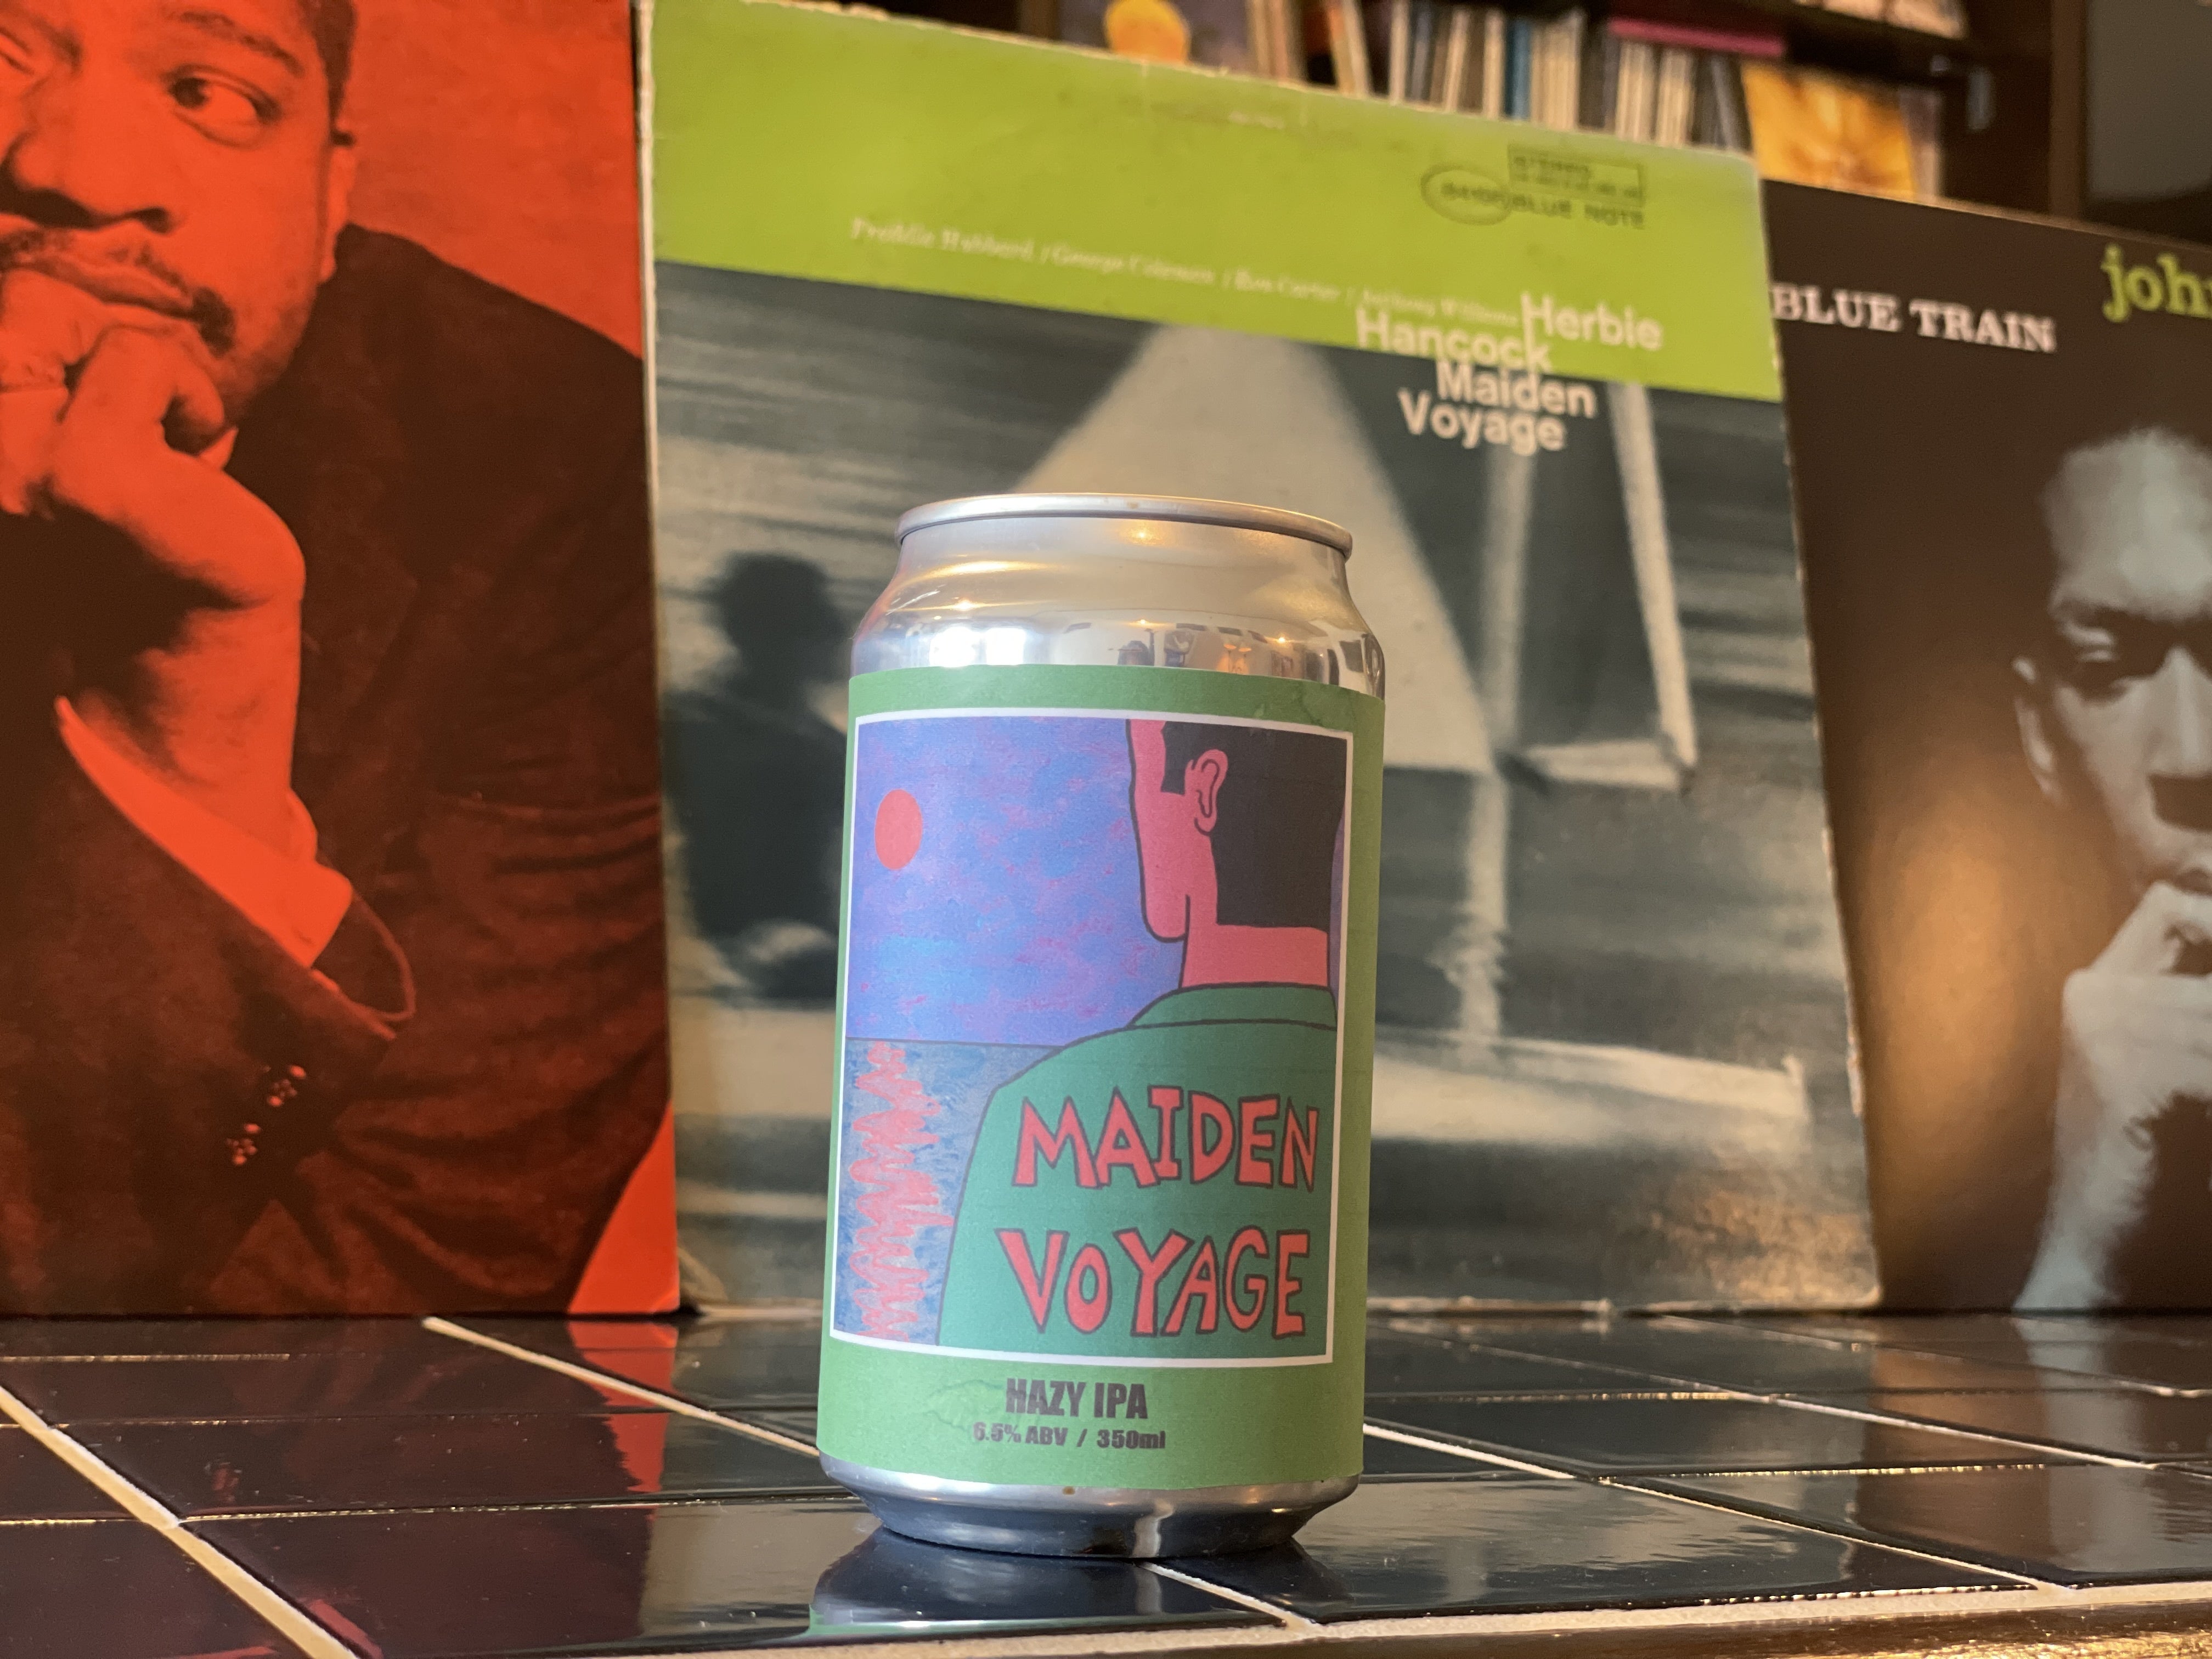 STEREO
BLUE NOTE
Freddie Hubbard / George Coleman / Ron Carter / Anthony Williams
Herbie
Hancock
Maiden
Voyage
BLUE TRAIN
john
MAIDEN
VOYAGE
HAZY IPA
6.5% ABV / 350ml